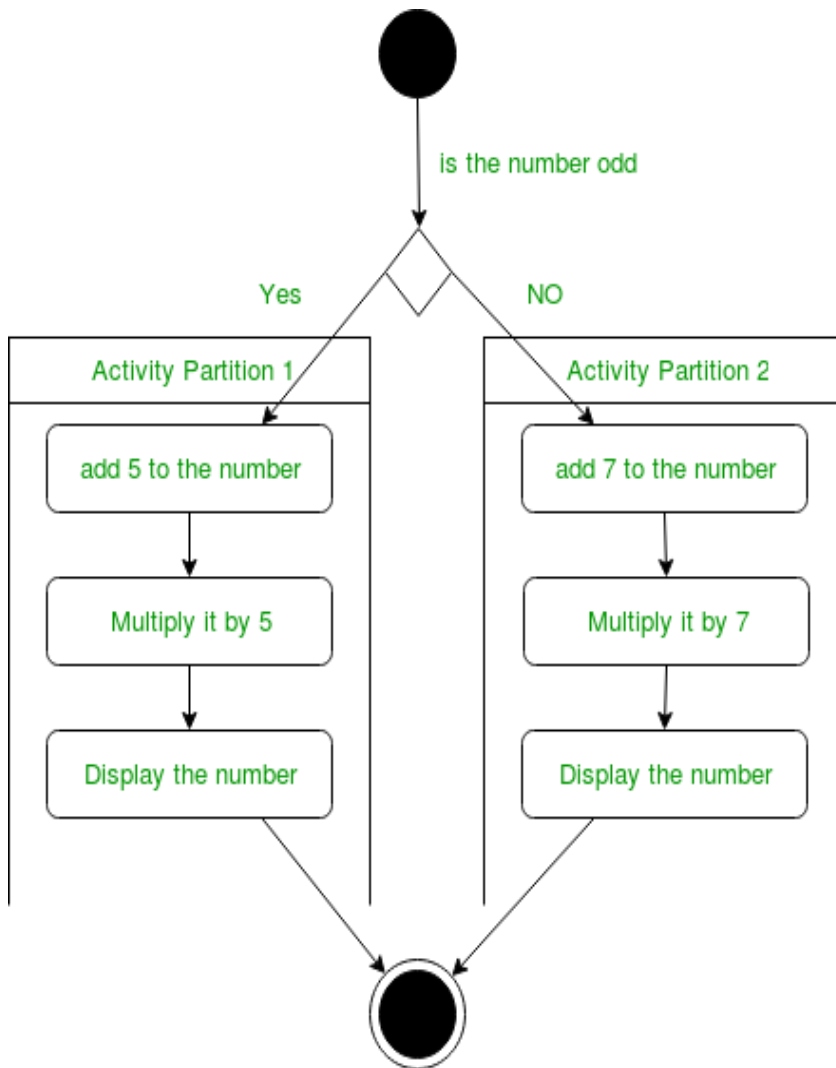 is the number odd
Yes
NO
Activity Partition 1
Activity Partition 2
add 5 to the number
add 7 to the number
Multiply it by 5
Multiply it by 7
Display the number
Display the number